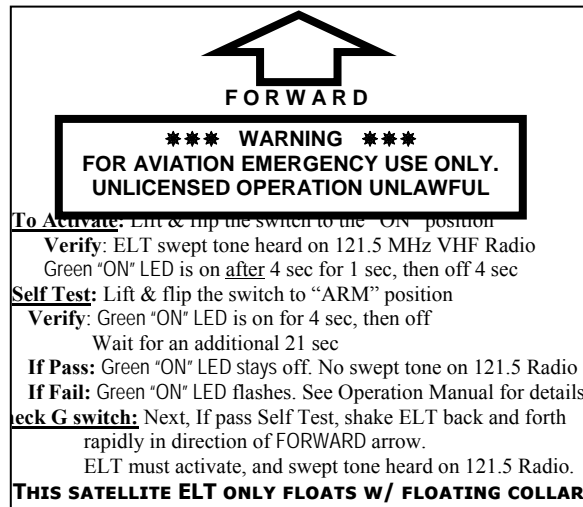 FORWARD
✷✷✷ WARNING ✷✷✷
FOR AVIATION EMERGENCY USE ONLY.
UNLICENSED OPERATION UNLAWFUL
To Activate: Lift & flip the switch to the "ON" position
Verify: ELT swept tone heard on 121.5 MHz VHF Radio
Green "ON" LED is on after 4 sec for 1 sec, then off 4 sec
Self Test: Lift & flip the switch to "ARM" position
Verify: Green "ON" LED is on for 4 sec, then off
Wait for an additional 21 sec
If Pass: Green "ON" LED stays off. No swept tone on 121.5 Radio
If Fail: Green "ON" LED flashes. See Operation Manual for details
eck G switch: Next, If pass Self Test, shake ELT back and forth
rapidly in direction of FORWARD arrow.
ELT must activate, and swept tone heard on 121.5 Radio.
THIS SATELLITE ELT ONLY FLOATS W/ FLOATING COLLAR